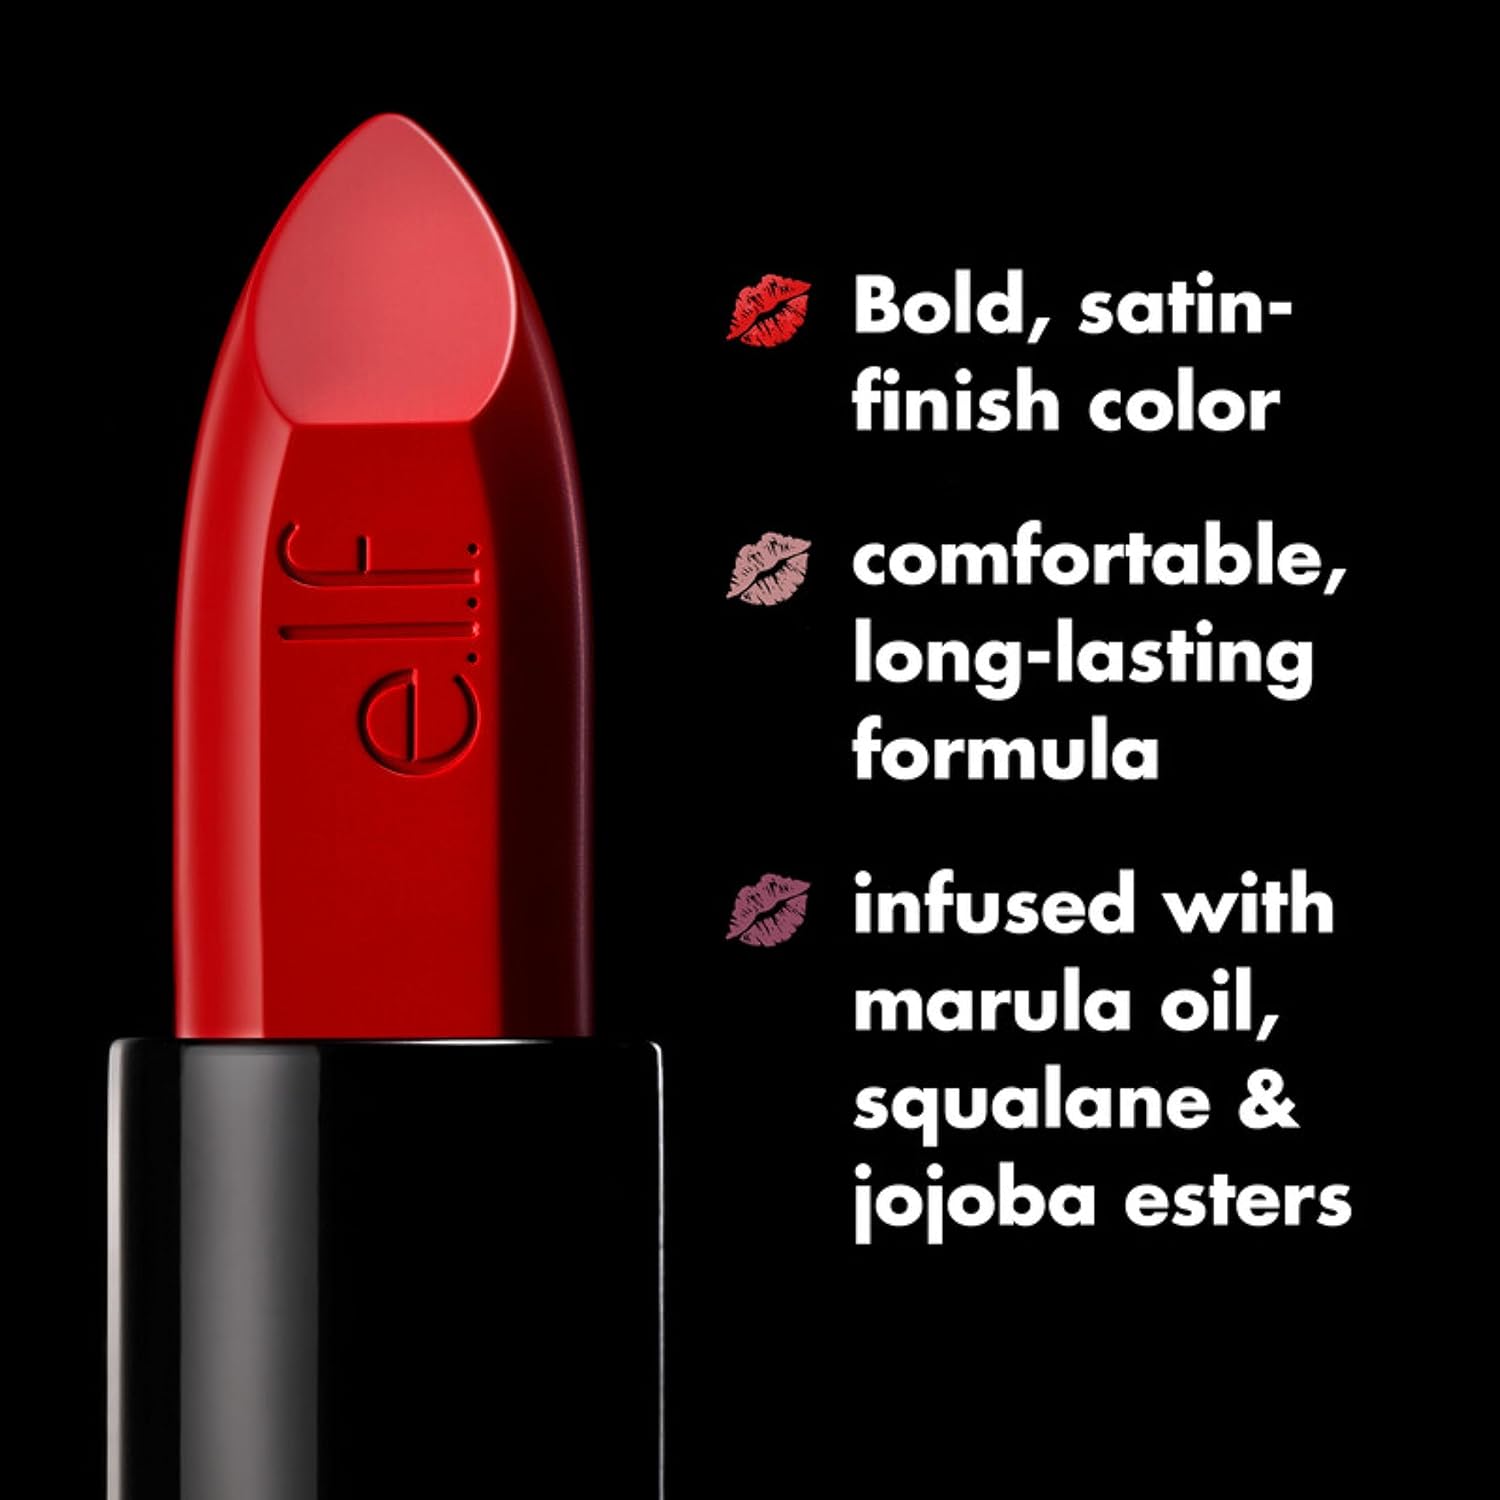 e.l.f.
Bold, satin-
finish color
comfortable,
long-lasting
formula
infused with
marula oil,
squalane &
jojoba esters